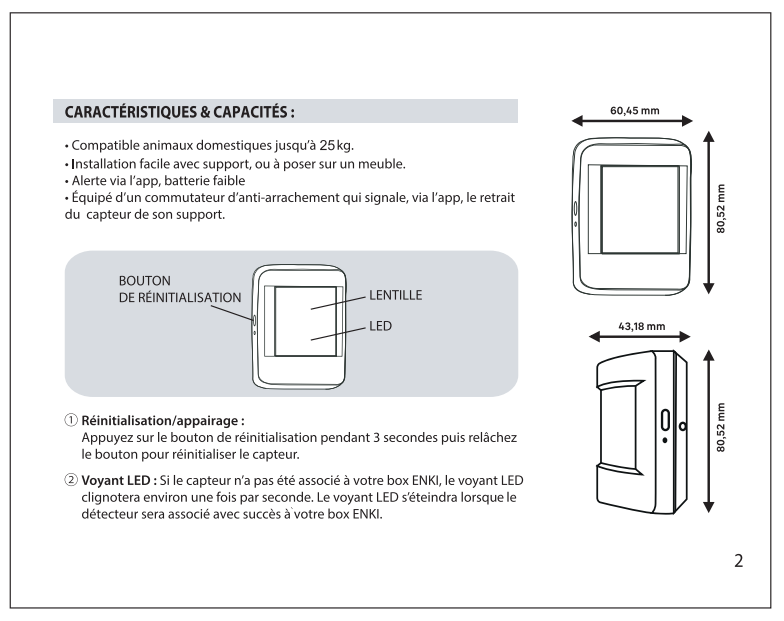 CARACTÉRISTIQUES & CAPACITÉS :
• Compatible animaux domestiques jusqu'à 25kg.
• Installation facile avec support, ou à poser sur un meuble.
• Alerte via l'app, batterie faible
• Équipé d'un commutateur d'anti-arrachement qui signale, via l'app, le retrait
du capteur de son support.
BOUTON
DE RÉINITIALISATION
LENTILLE
LED
① Réinitialisation/appairage :
Appuyez sur le bouton de réinitialisation pendant 3 secondes puis relâchez
le bouton pour réinitialiser le capteur.
② Voyant LED : Si le capteur n'a pas été associé à votre box ENKI, le voyant LED
clignotera environ une fois par seconde. Le voyant LED s'éteindra lorsque le
détecteur sera associé avec succès à votre box ENKI.
60,45 mm
80,52 mm
43,18 mm
80,52 mm
2